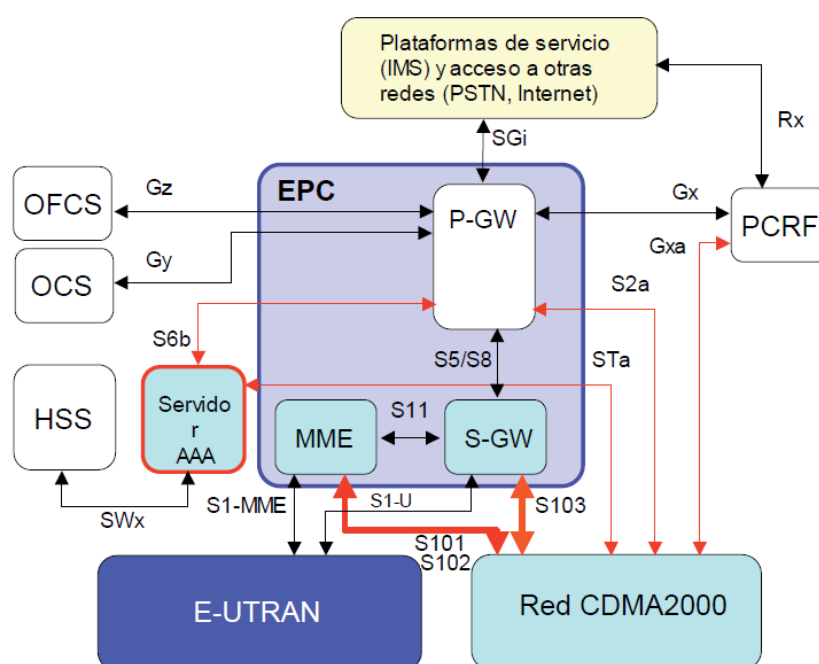 Plataformas de servicio
(IMS) y acceso a otras
redes (PSTN, Internet)
Rx
SGi
EPC
Gz
OFCS
P-GW
Gx
PCRF
Gxa
Gy
OCS
S2a
S6b
S5/S8
STa
HSS
Servido
r
AAA
MME
S11
S-GW
SWx
S1-MME
S1-U
S103
S101
S102
E-UTRAN
Red CDMA2000